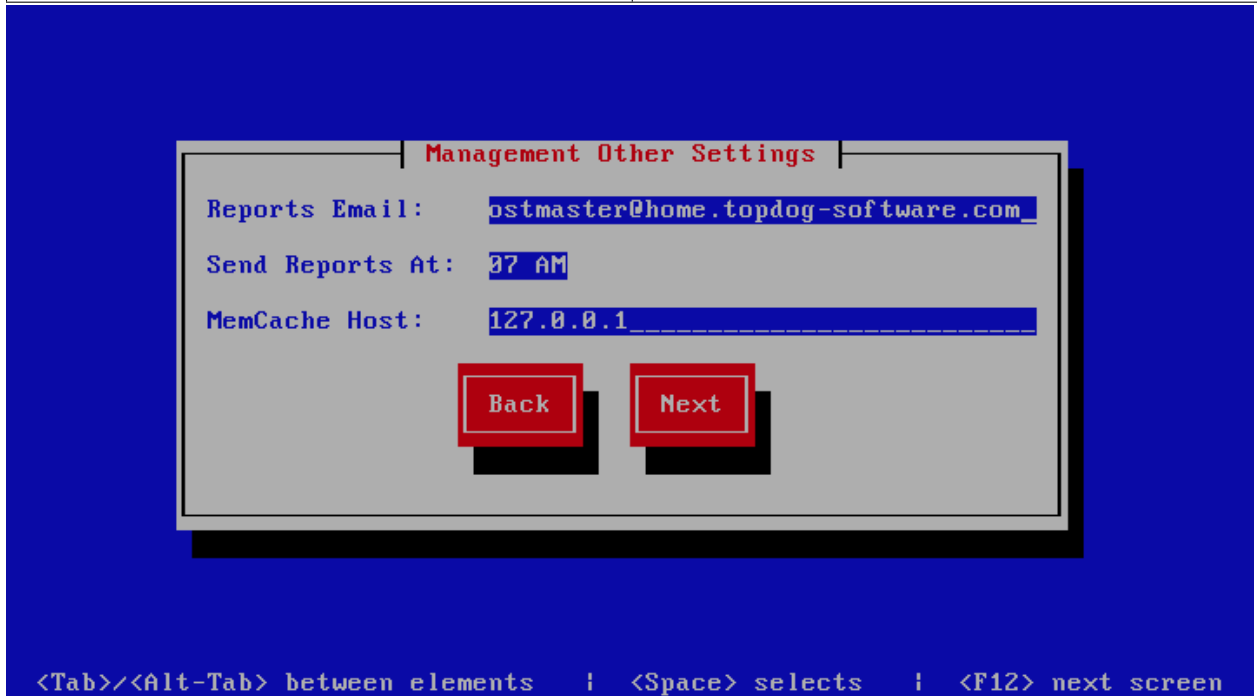 Management Other Settings
Reports Email: ostmaster@home.topdog-software.com_
Send Reports At: 07 AM
MemCache Host: 127.0.0.1__________________________
Back Next
<Tab>/<Alt-Tab> between elements | <Space> selects | <F12> next screen